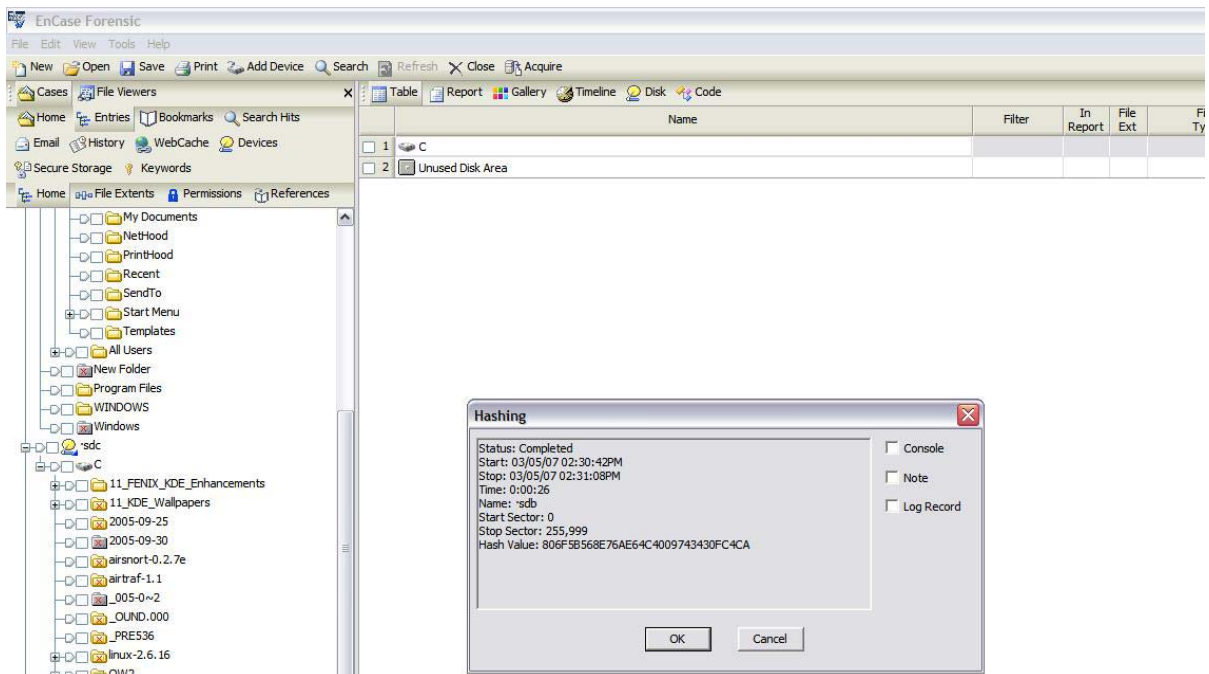 EnCase Forensic
File Edit View Tools Help
New Open Save Print Add Device Search Refresh Close Acquire
Cases File Viewers
Home Entries Bookmarks Search Hits
Email History WebCache Devices
Secure Storage Keywords
Home File Extents Permissions References
My Documents
NetHood
PrintHood
Recent
SendTo
Start Menu
Templates
All Users
New Folder
Program Files
WINDOWS
Windows
sdc
C
11_FENIX_KDE_Enhancements
11_KDE_Wallpapers
2005-09-25
2005-09-30
airsnort-0.2.7e
airtraf-1.1
_005-0~2
_OUND.000
_PRE536
linux-2.6.16
Table Report Gallery Timeline Disk Code
Name Filter In Report File Ext
1 C
2 Unused Disk Area
Hashing
Status: Completed
Start: 03/05/07 02:30:42PM
Stop: 03/05/07 02:31:08PM
Time: 0:00:26
Name: sdb
Start Sector: 0
Stop Sector: 255,999
Hash Value: 806F5B568E76AE64C4009743430FC4CA
Console
Note
Log Record
OK Cancel